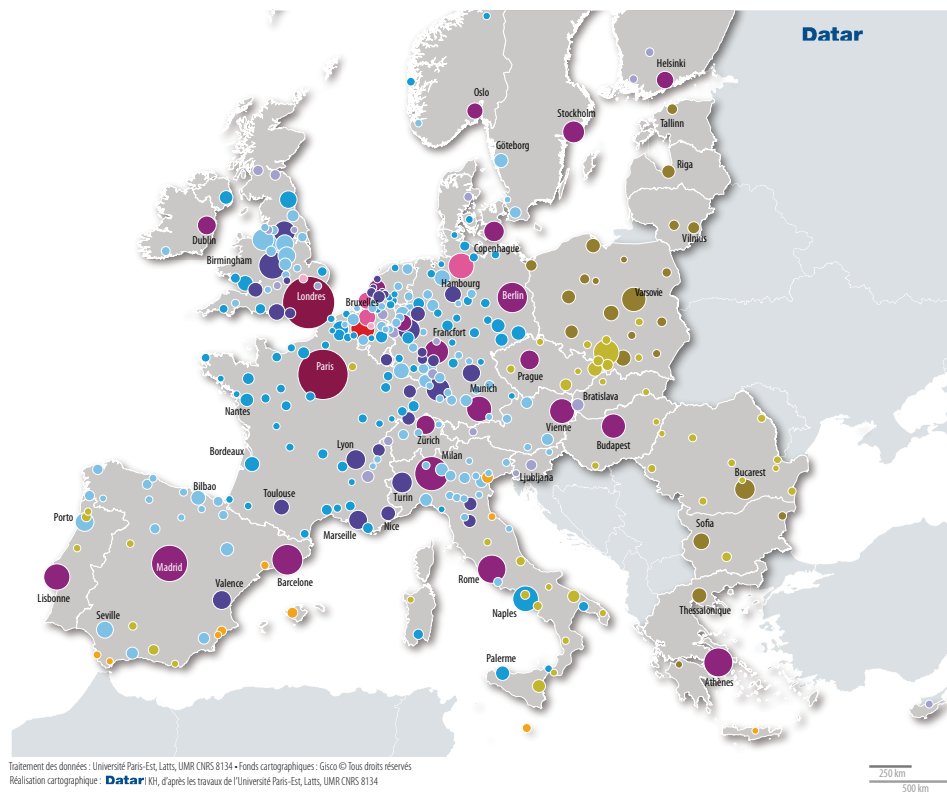 Datar
Helsinki
Oslo
Stockholm
Tallinn
Göteborg
Riga
Dublin
Vilnius
Copenhague
Birmingham
Hambourg
Londres
Bruxelles
Berlin
Varsovie
Francfort
Paris
Prague
Munich
Bratislava
Nantes
Vienne
Zürich
Budapest
Lyon
Bordeaux
Milan
Ljubljana
Bucarest
Bilbao
Toulouse
Turin
Porto
Nice
Marseille
Sofia
Madrid
Barcelone
Rome
Valence
Lisbonne
Naples
Thessalonique
Seville
Palerme
Athènes
Traitement des données : Université Paris-Est, Latts, UMR CNRS 8134 • Fonds cartographiques : Gisco © Tous droits réservés
Réalisation cartographique : Datar I KH, d'après les travaux de l'Université Paris-Est, Latts, UMR CNRS 8134
250 km
500 km